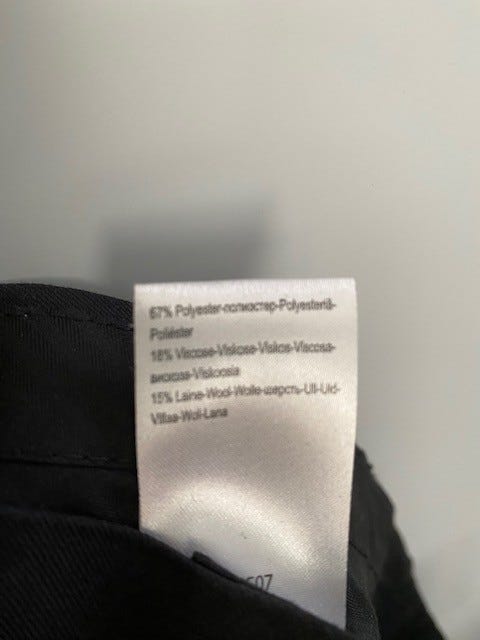 67% Polyester-полиэстер-Polyesteriä-
Poliéster
18% Viscose-Viskose-Viskos-Viscosa-
вискоза-Viskoosia
15% Laine-Wool-Wolle-шерсть-Ull-Uld-
Villaa-Wol-Lana
507